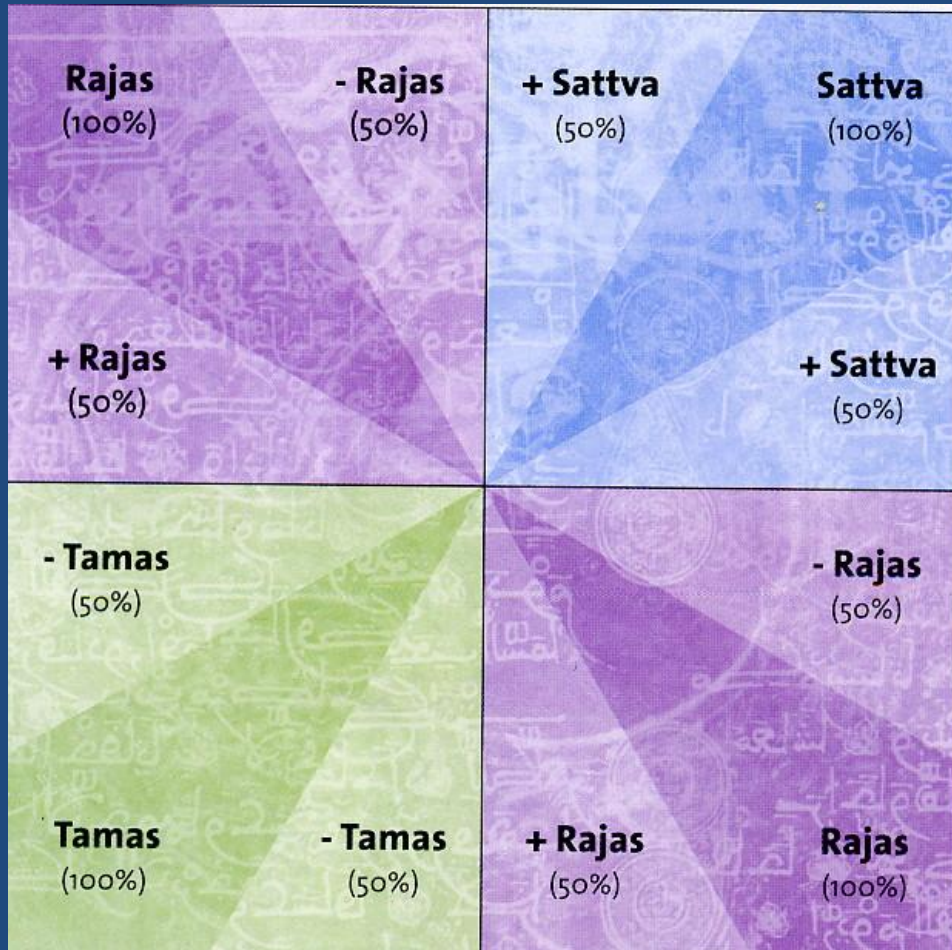 Rajas
(100%)
- Rajas
(50%)
+ Sattva
(50%)
Sattva
(100%)
+ Rajas
(50%)
+ Sattva
(50%)
- Tamas
(50%)
- Rajas
(50%)
Tamas
(100%)
- Tamas
(50%)
+ Rajas
(50%)
Rajas
(100%)